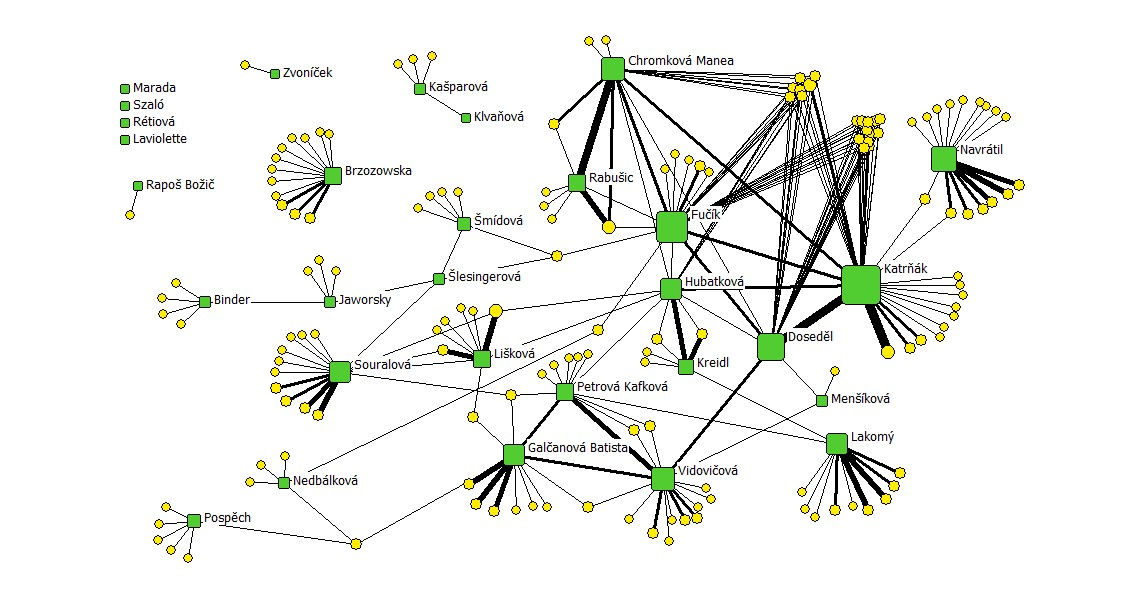 Chromková Manea
Zvoníček
Kašparová
Marada
Szaló
Klvaňová
Rétiová
Laviolette
Navrátil
Brzozowska
Rabušic
Rapoš Božič
Fučík
Šmídová
Katrňák
Šlesingerová
Hubatková
Binder
Jaworsky
Doseděl
Lišková
Souralová
Kreidl
Petrová Kafková
Menšíková
Lakomý
Galčanová Batista
Vidovičová
Nedbálková
Pospěch